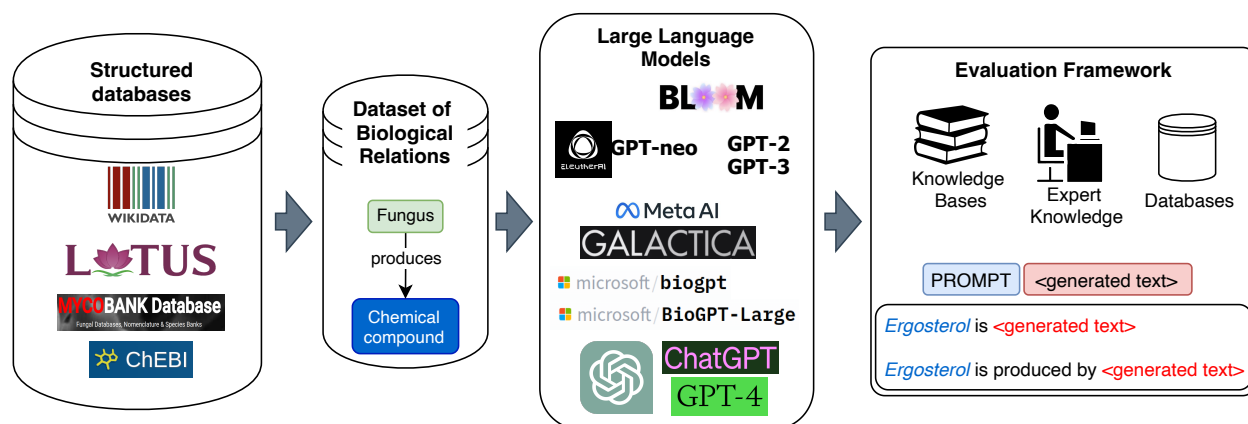 Structured
databases
WIKIDATA
LOTUS
MYCOBANK Database
Fungal Databases, Nomenclature & Species Banks
ChEBI
Dataset of
Biological
Relations
Fungus
produces
Chemical
compound
Large Language
Models
BLOOM
EleutherAI
GPT-neo
GPT-2
GPT-3
Meta AI
GALACTICA
microsoft/biogpt
microsoft/BioGPT-Large
ChatGPT
GPT-4
Evaluation Framework
Knowledge
Bases
Expert
Knowledge
Databases
PROMPT <generated text>
Ergosterol is <generated text>
Ergosterol is produced by <generated text>